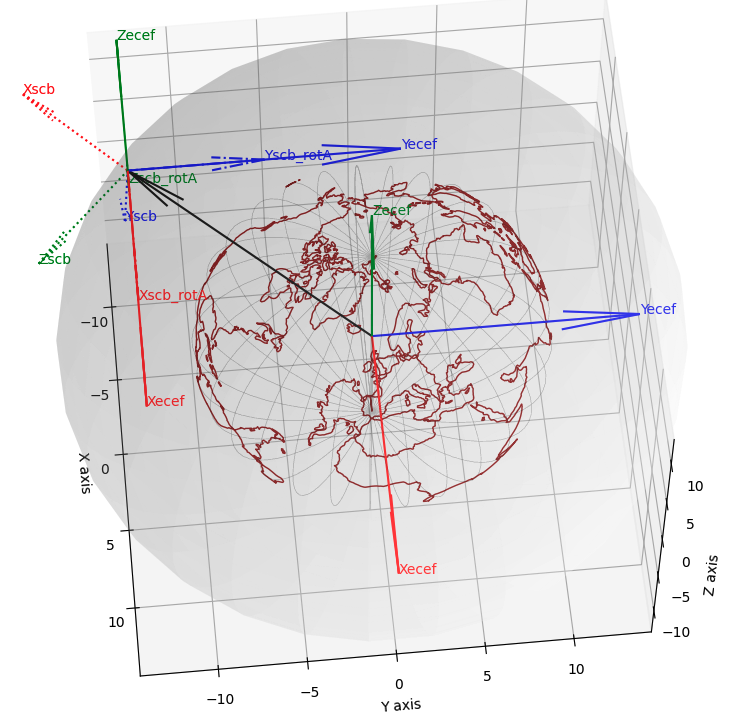 Zecef
Xscb
Yecef
Yscb_rotA
Zscb_rotA
Zecef
Yscb
Zscb
Xscb_rotA
Yecef
Xecef
Xecef
−10
−5
0
5
10
X axis
−10
−5
0
5
10
Y axis
10
5
0
−5
−10
Z axis